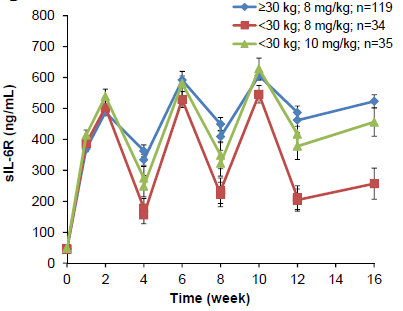 ≥30 kg; 8 mg/kg; n=119
<30 kg; 8 mg/kg; n=34
<30 kg; 10 mg/kg; n=35
sIL-6R (ng/mL)
800
700
600
500
400
300
200
100
0
0 2 4 6 8 10 12 14 16
Time (week)